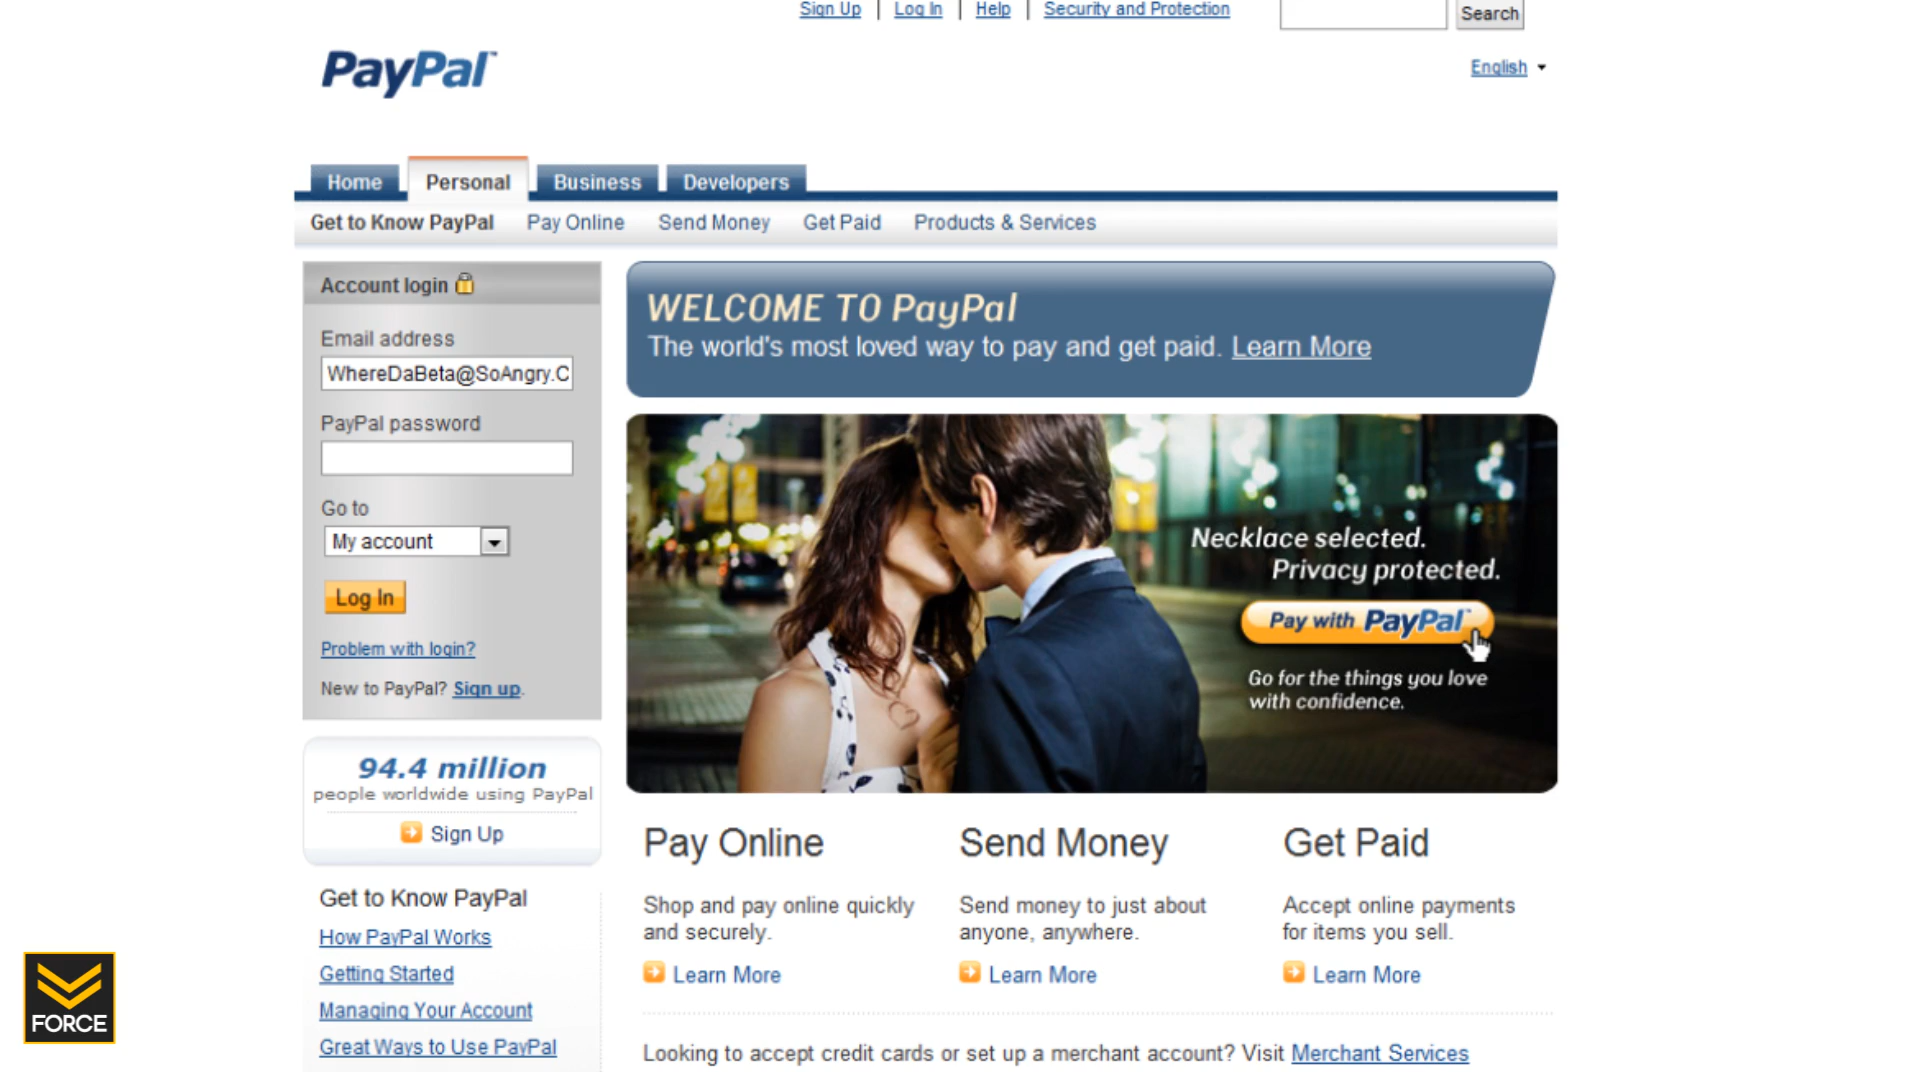 Sign Up | Log In | Help | Security and Protection
Search
PayPal™
English
Home Personal Business Developers
Get to Know PayPal Pay Online Send Money Get Paid Products & Services
Account login
Email address
WhereDaBeta@SoAngry.C
PayPal password
Go to
My account
Log In
Problem with login?
New to PayPal? Sign up.
94.4 million
people worldwide using PayPal
Sign Up
Get to Know PayPal
How PayPal Works
Getting Started
Managing Your Account
Great Ways to Use PayPal
WELCOME TO PayPal
The world's most loved way to pay and get paid. Learn More
Necklace selected.
Privacy protected.
Pay with PayPal™
Go for the things you love
with confidence.
Pay Online
Shop and pay online quickly
and securely.
Learn More
Send Money
Send money to just about
anyone, anywhere.
Learn More
Get Paid
Accept online payments
for items you sell.
Learn More
Looking to accept credit cards or set up a merchant account? Visit Merchant Services
FORCE